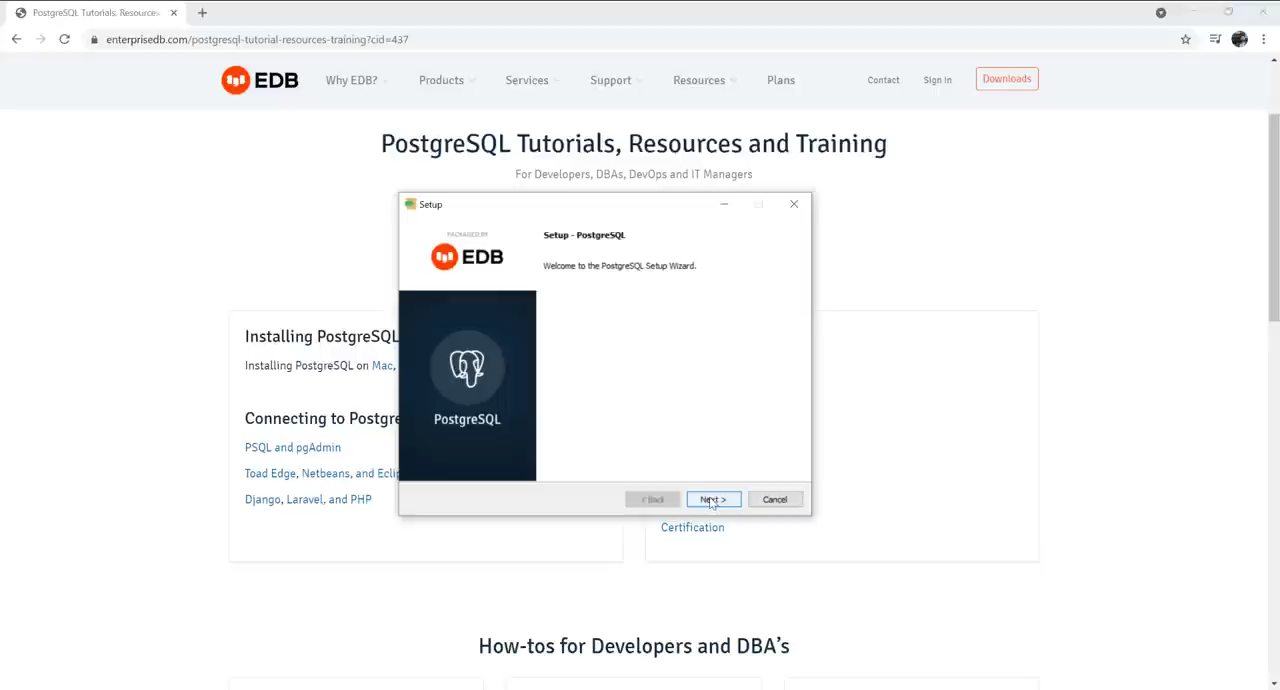 PostgreSQL Tutorials, Resources
enterprisedb.com/postgresql-tutorial-resources-training?cid=437
EDB
Why EDB?
Products
Services
Support
Resources
Plans
Contact
Sign In
Downloads
PostgreSQL Tutorials, Resources and Training
For Developers, DBAs, DevOps and IT Managers
Setup
PACKAGED BY
EDB
Setup - PostgreSQL
Welcome to the PostgreSQL Setup Wizard.
PostgreSQL
< Back
Next >
Cancel
Installing PostgreSQL
Installing PostgreSQL on Mac,
Connecting to Postgre
PSQL and pgAdmin
Toad Edge, Netbeans, and Eclip
Django, Laravel, and PHP
Certification
How-tos for Developers and DBA's